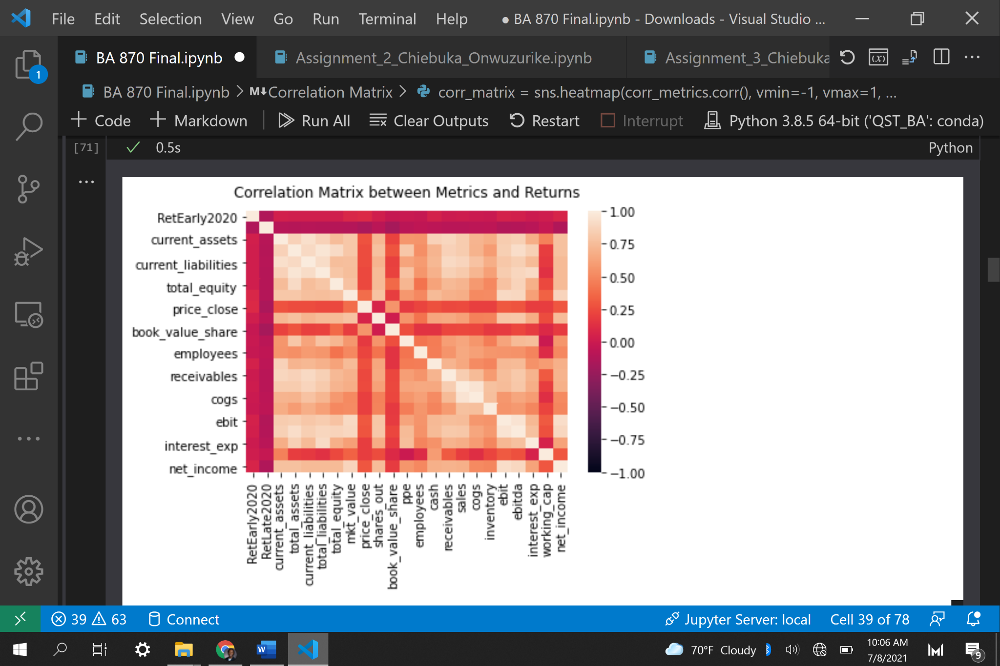 File Edit Selection View Go Run Terminal Help ● BA 870 Final.ipynb - Downloads - Visual Studio ...
BA 870 Final.ipynb ● Assignment_2_Chiebuka_Onwuzurike.ipynb Assignment_3_Chiebuka
1
BA 870 Final.ipynb > M↓Correlation Matrix > corr_matrix = sns.heatmap(corr_metrics.corr(), vmin=-1, vmax=1, ...
+ Code + Markdown Run All Clear Outputs Restart Interrupt Python 3.8.5 64-bit ('QST_BA': conda)
[71] ✓ 0.5s Python
...
Correlation Matrix between Metrics and Returns
RetEarly2020
current_assets
current_liabilities
total_equity
price_close
book_value_share
employees
receivables
cogs
ebit
interest_exp
net_income
1.00
0.75
0.50
0.25
0.00
−0.25
−0.50
−0.75
−1.00
RetEarly2020
RetLate2020
current_assets
total_assets
current_liabilities
total_liabilities
total_equity
mkt_value
price_close
shares_out
book_value_share
ppe
employees
cash
receivables
sales
cogs
inventory
ebit
ebitda
interest_exp
working_cap
net_income
39 63 Connect Jupyter Server: local Cell 39 of 78
70°F Cloudy 10:06 AM
7/8/2021
9